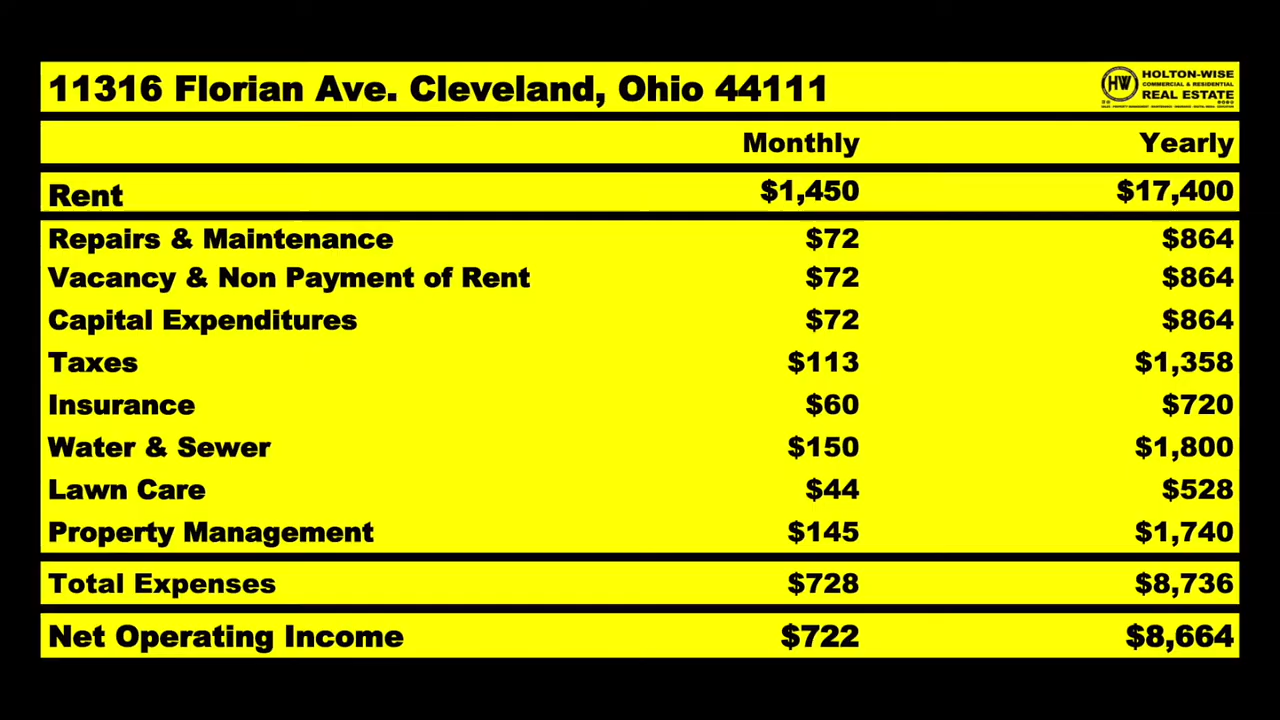 11316 Florian Ave. Cleveland, Ohio 44111
HOLTON-WISE
COMMERCIAL & RESIDENTIAL
REAL ESTATE
HW
Monthly Yearly
Rent $1,450 $17,400
Repairs & Maintenance $72 $864
Vacancy & Non Payment of Rent $72 $864
Capital Expenditures $72 $864
Taxes $113 $1,358
Insurance $60 $720
Water & Sewer $150 $1,800
Lawn Care $44 $528
Property Management $145 $1,740
Total Expenses $728 $8,736
Net Operating Income $722 $8,664